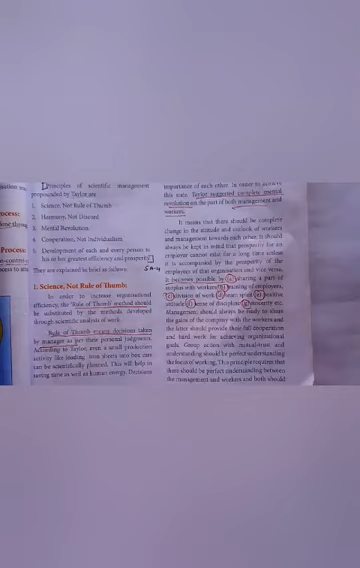 Principles of scientific management
propounded by Taylor are
1. Science, Not Rule of Thumb
2. Harmony, Not Discord
3. Mental Revolution
4. Cooperation, Not Individualism
5. Development of each and every person to
his or her greatest efficiency and prosperity
They are explained in brief as below:
1. Science, Not Rule of Thumb:
In order to increase organisational
efficiency, the 'Rule of Thumb' method should
be substituted by the methods developed
through scientific analysis of work.
Rule of Thumb means decisions taken
by manager as per their personal judgments.
According to Taylor, even a small production
activity like loading iron sheets into box cars
can be scientifically planned. This will help in
saving time as well as human energy. Decisions
importance of each other. In order to achieve
this state, Taylor suggested complete mental
revolution on the part of both management and
workers.
It means that there should be complete
change in the attitude and outlook of workers
and management towards each other. It should
always be kept in mind that prosperity for an
employer cannot exist for a long time unless
it is accompanied by the prosperity of the
employees of that organisation and vice versa.
It becomes possible by (a) sharing a part of
surplus with workers (b) training of employees,
(c) division of work (d) team spirit (e) positive
attitude (f) sense of discipline (g) sincerity etc.
Management should always be ready to share
the gains of the company with the workers and
the latter should provide their full cooperation
and hard work for achieving organizational
goals. Group action with mutual trust and
understanding should be perfect understanding
the focus of working. This principle requires that
there should be perfect understanding between
the management and workers and both should